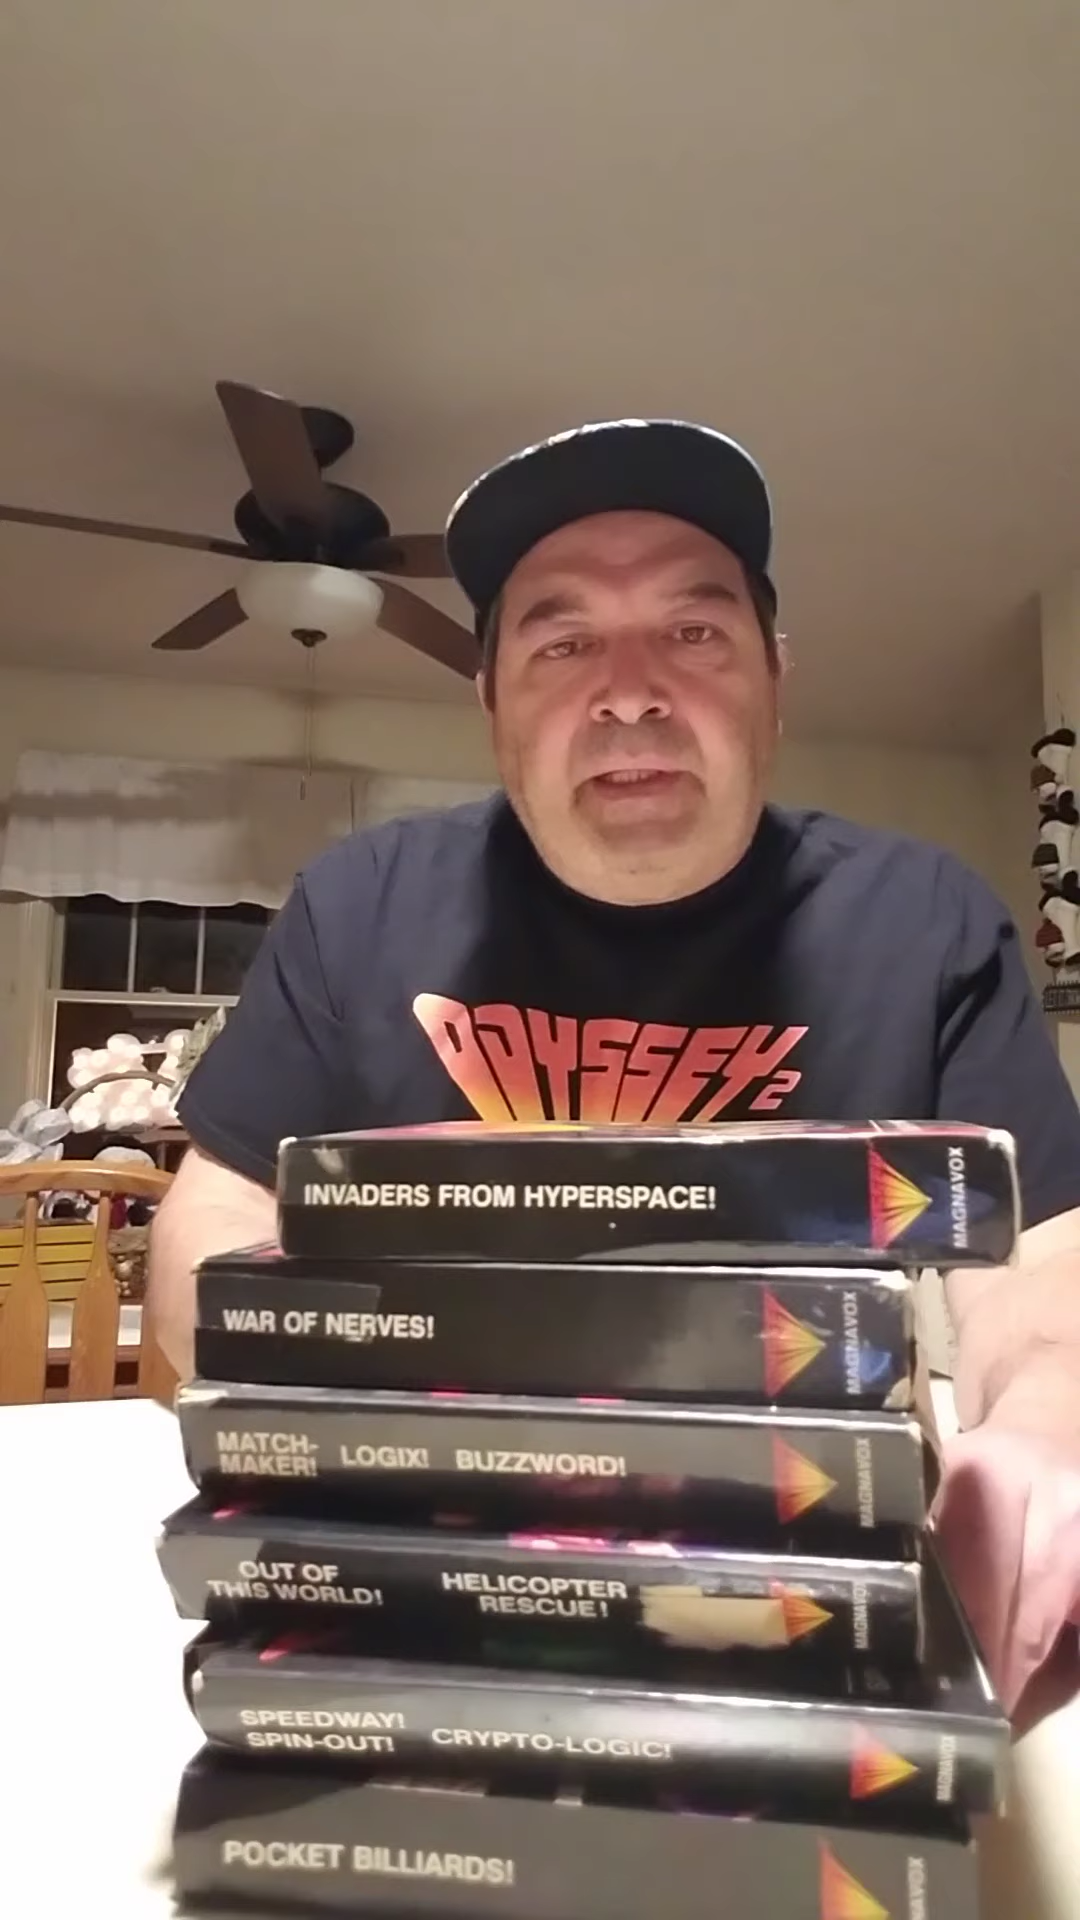 ODYSSEY2
INVADERS FROM HYPERSPACE!
MAGNAVOX
WAR OF NERVES!
MAGNAVOX
MATCH-
MAKER!
LOGIX!
BUZZWORD!
MAGNAVOX
OUT OF
THIS WORLD!
HELICOPTER
RESCUE!
MAGNAVOX
SPEEDWAY!
SPIN-OUT!
CRYPTO-LOGIC!
MAGNAVOX
POCKET BILLIARDS!
NAVOX